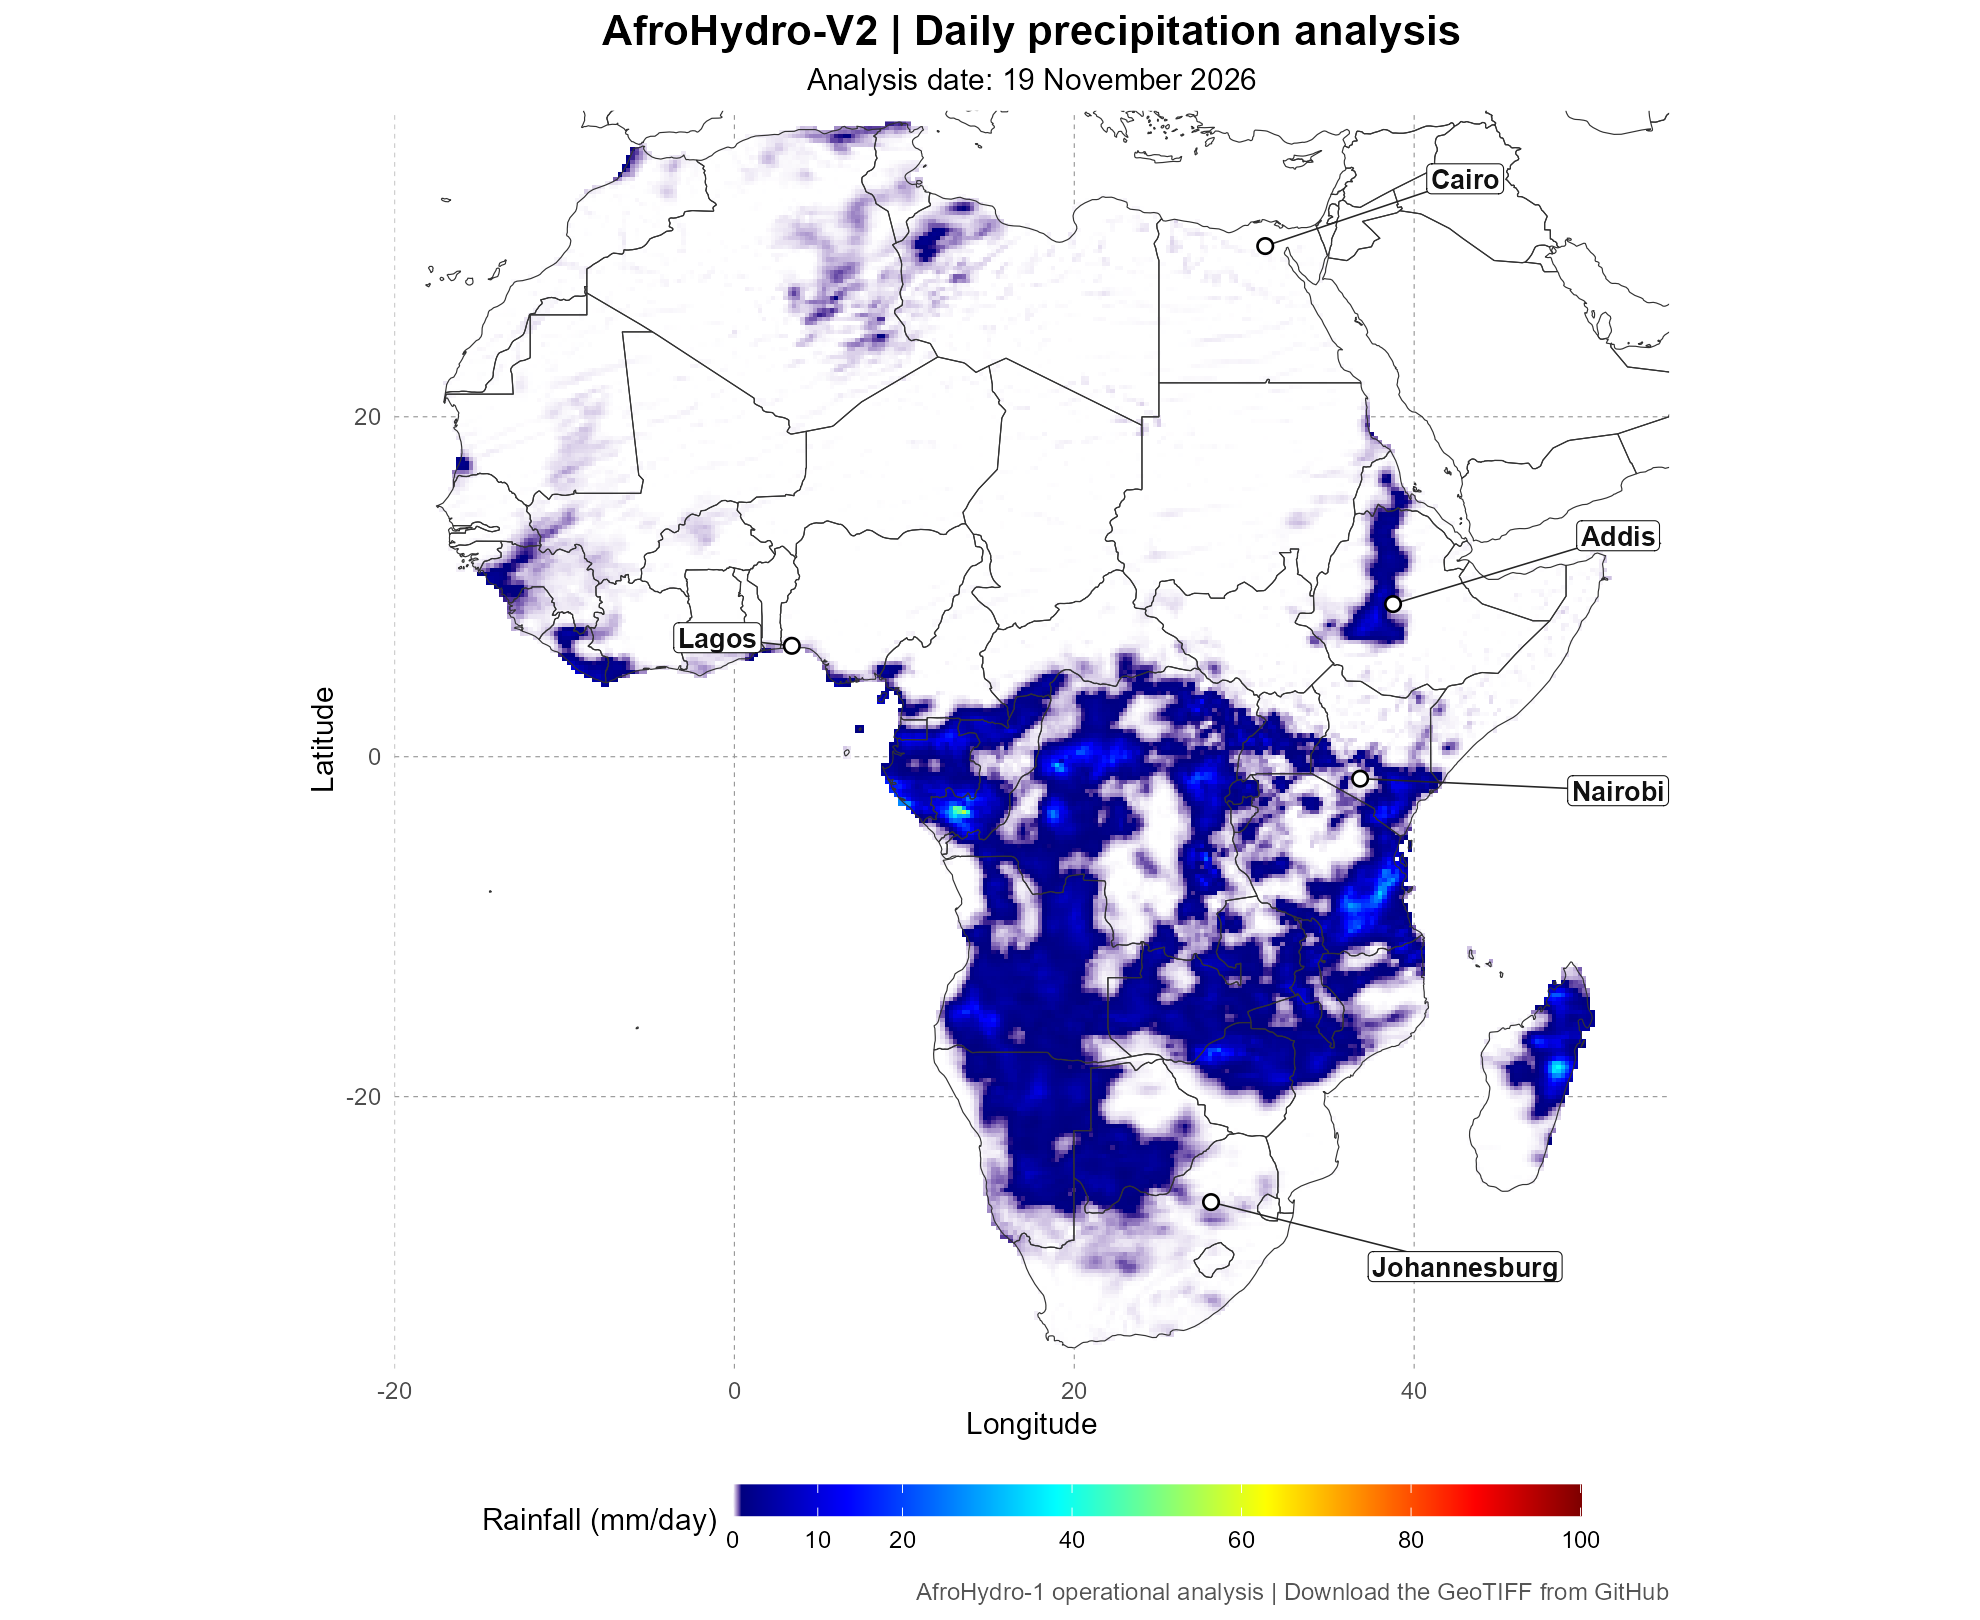 AfroHydro-V2 | Daily precipitation analysis
Analysis date: 19 November 2026
Cairo
20
Addis
Lagos
Latitude
0
Nairobi
-20
Johannesburg
-20 0 20 40
Longitude
Rainfall (mm/day)
0 10 20 40 60 80 100
AfroHydro-1 operational analysis | Download the GeoTIFF from GitHub